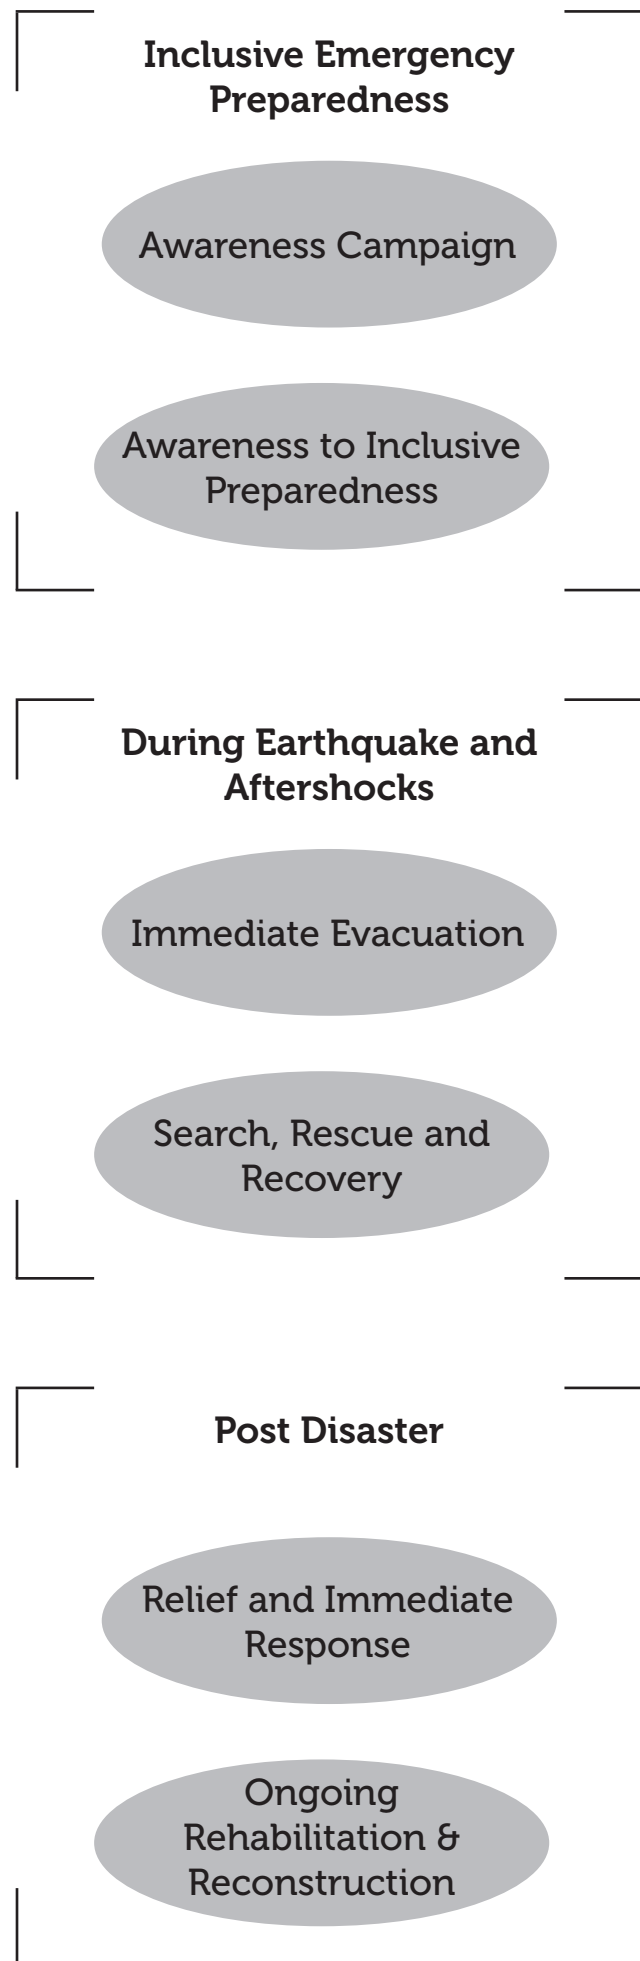 Inclusive Emergency
Preparedness
Awareness Campaign
Awareness to Inclusive
Preparedness
During Earthquake and
Aftershocks
Immediate Evacuation
Search, Rescue and
Recovery
Post Disaster
Relief and Immediate
Response
Ongoing
Rehabilitation &
Reconstruction